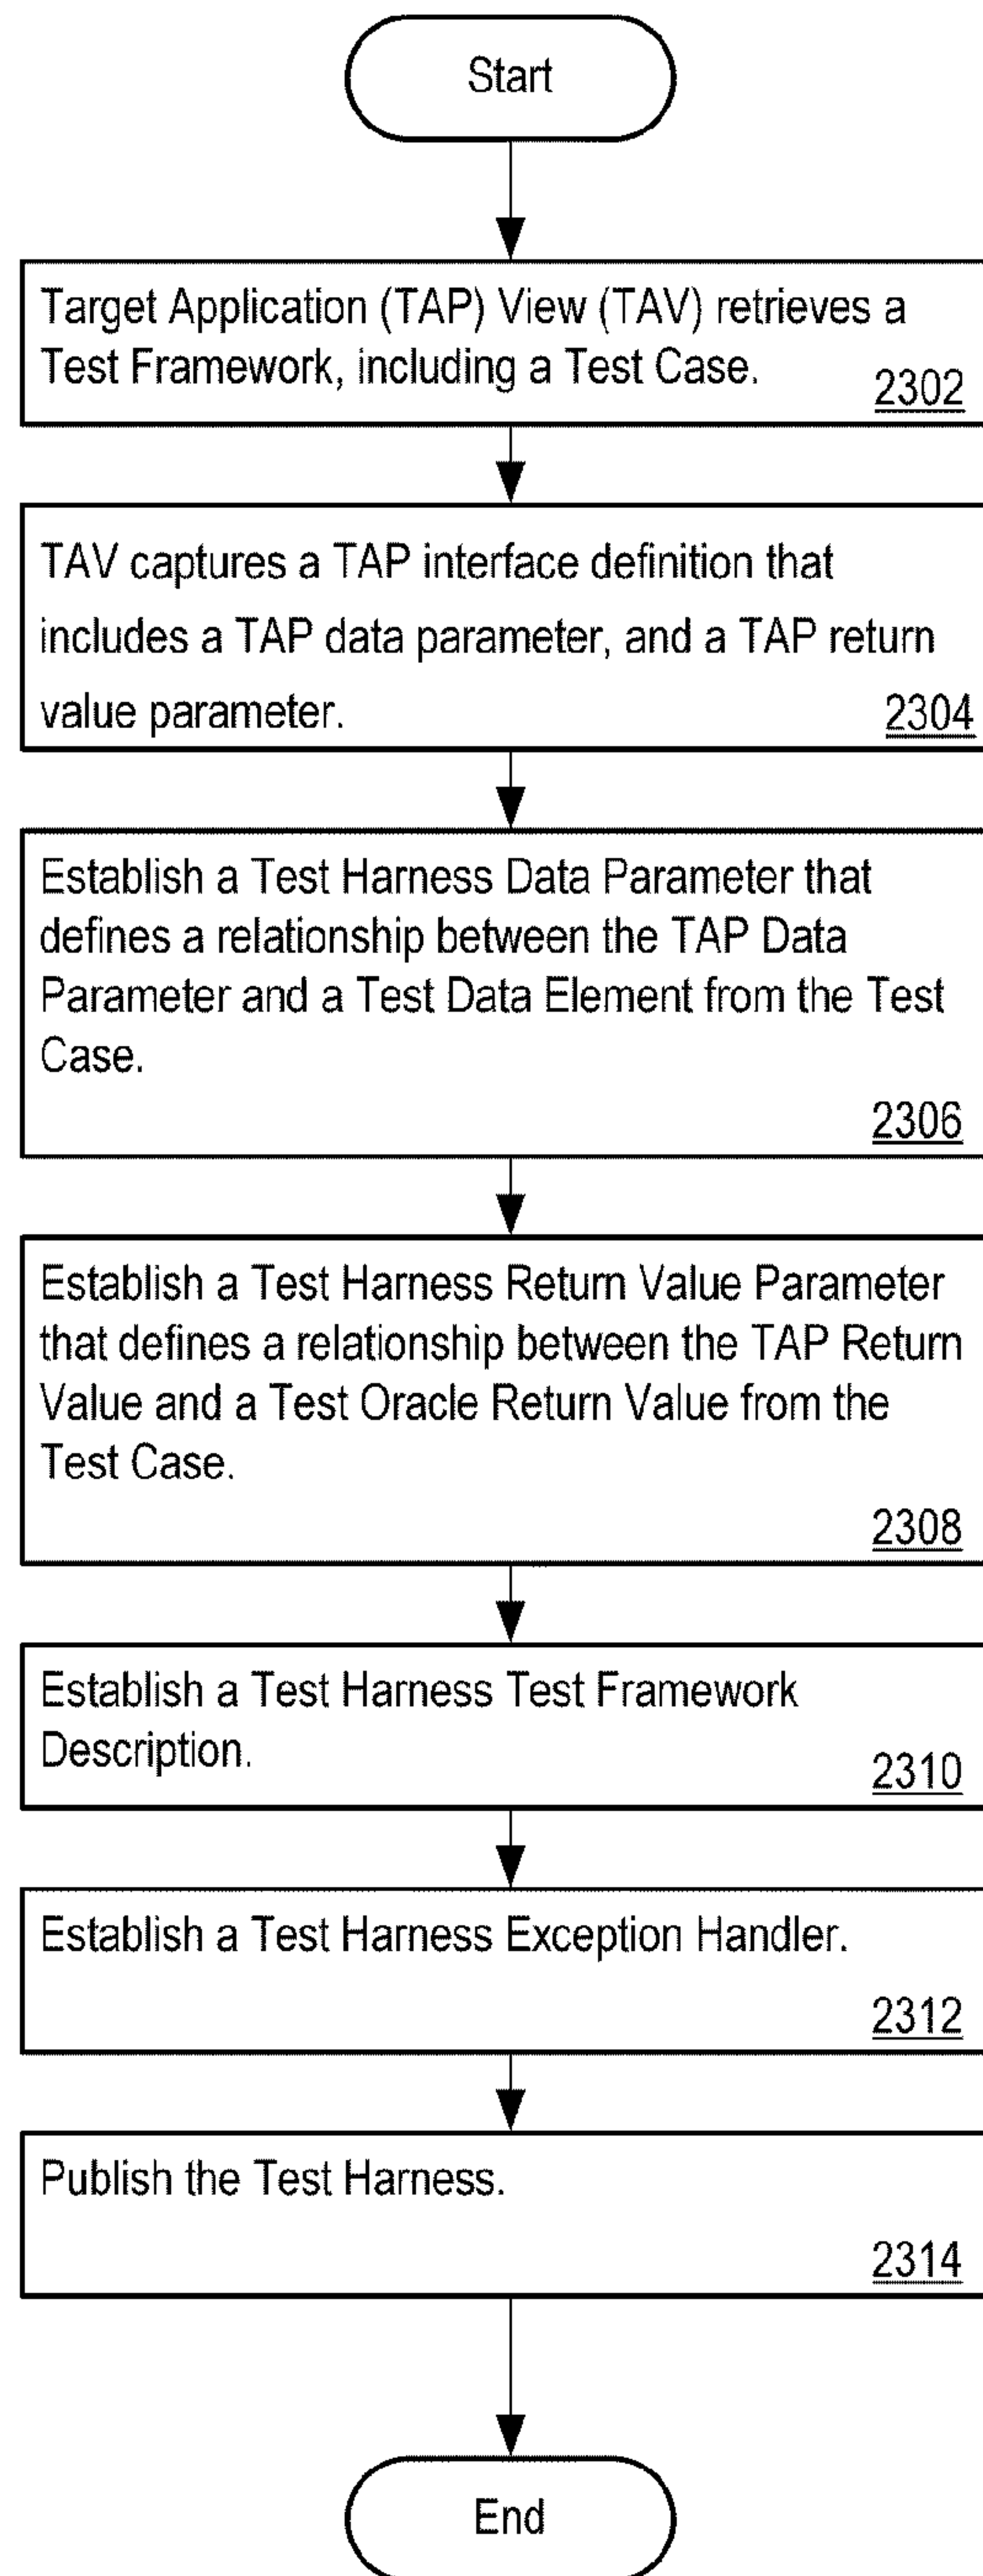 Start
Target Application (TAP) View (TAV) retrieves a
Test Framework, including a Test Case.
2302
TAV captures a TAP interface definition that
includes a TAP data parameter, and a TAP return
value parameter.
2304
Establish a Test Harness Data Parameter that
defines a relationship between the TAP Data
Parameter and a Test Data Element from the Test
Case.
2306
Establish a Test Harness Return Value Parameter
that defines a relationship between the TAP Return
Value and a Test Oracle Return Value from the
Test Case.
2308
Establish a Test Harness Test Framework
Description.
2310
Establish a Test Harness Exception Handler.
2312
Publish the Test Harness.
2314
End